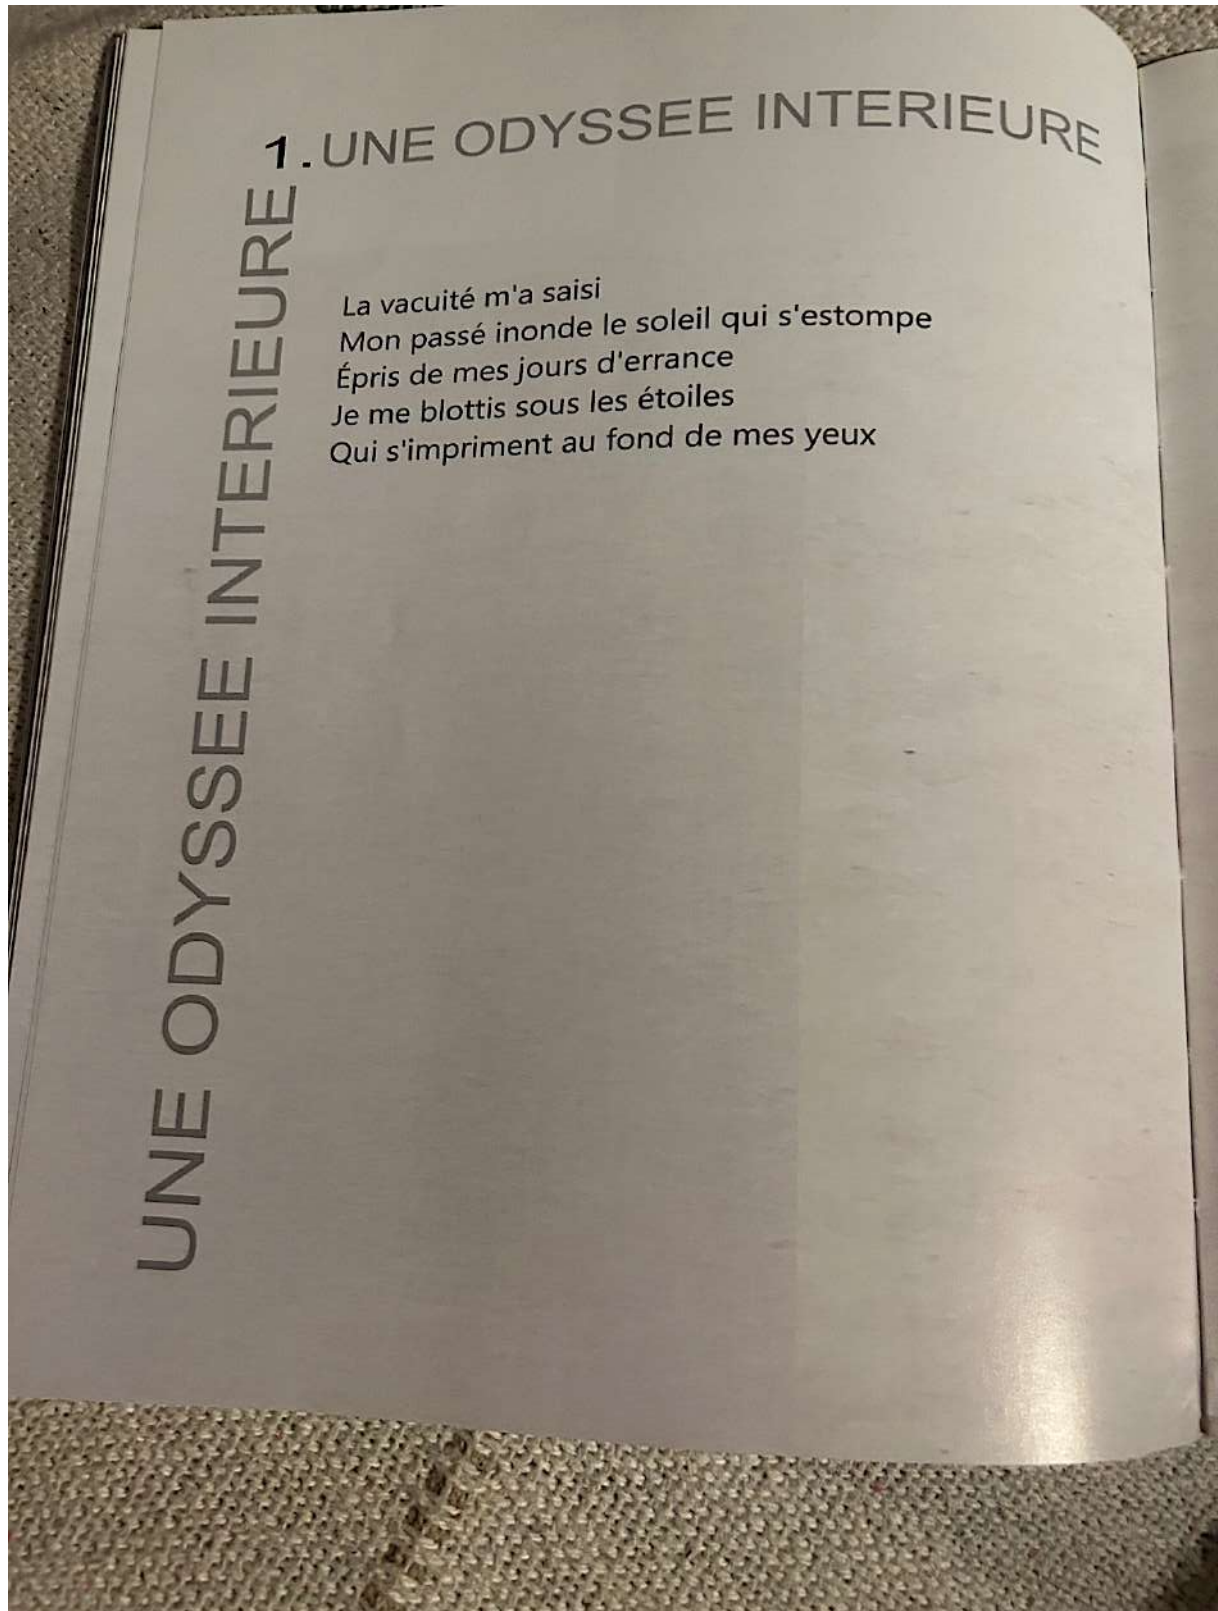 1. UNE ODYSSEE INTERIEURE
UNE ODYSSEE INTERIEURE
La vacuité m'a saisi
Mon passé inonde le soleil qui s'estompe
Épris de mes jours d'errance
Je me blottis sous les étoiles
Qui s'impriment au fond de mes yeux